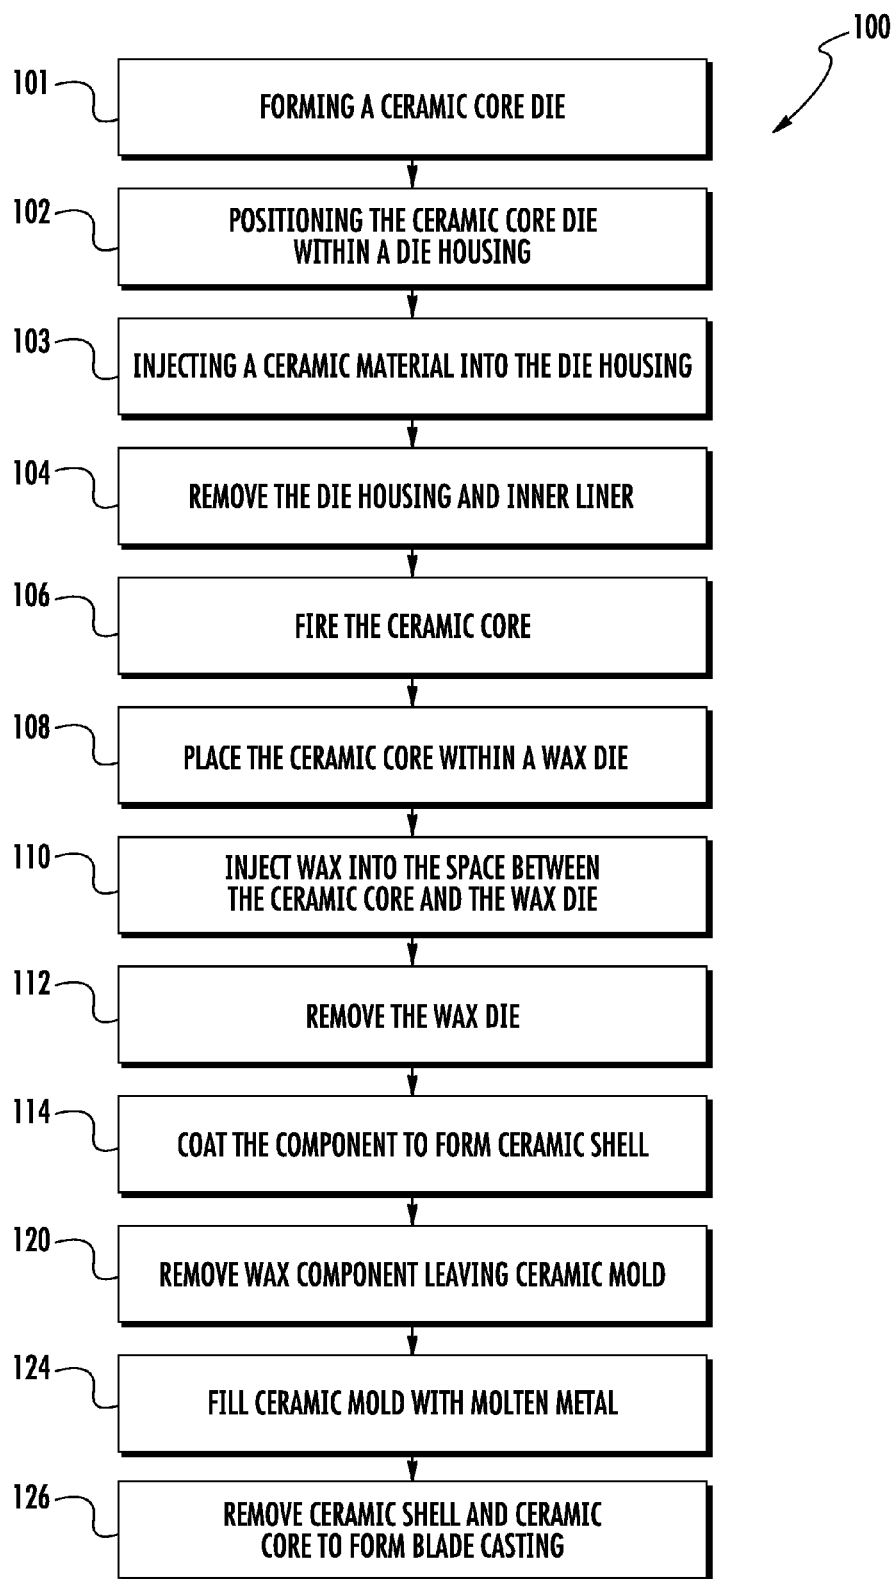 100
101
FORMING A CERAMIC CORE DIE
102
POSITIONING THE CERAMIC CORE DIE
WITHIN A DIE HOUSING
103
INJECTING A CERAMIC MATERIAL INTO THE DIE HOUSING
104
REMOVE THE DIE HOUSING AND INNER LINER
106
FIRE THE CERAMIC CORE
108
PLACE THE CERAMIC CORE WITHIN A WAX DIE
110
INJECT WAX INTO THE SPACE BETWEEN
THE CERAMIC CORE AND THE WAX DIE
112
REMOVE THE WAX DIE
114
COAT THE COMPONENT TO FORM CERAMIC SHELL
120
REMOVE WAX COMPONENT LEAVING CERAMIC MOLD
124
FILL CERAMIC MOLD WITH MOLTEN METAL
126
REMOVE CERAMIC SHELL AND CERAMIC
CORE TO FORM BLADE CASTING